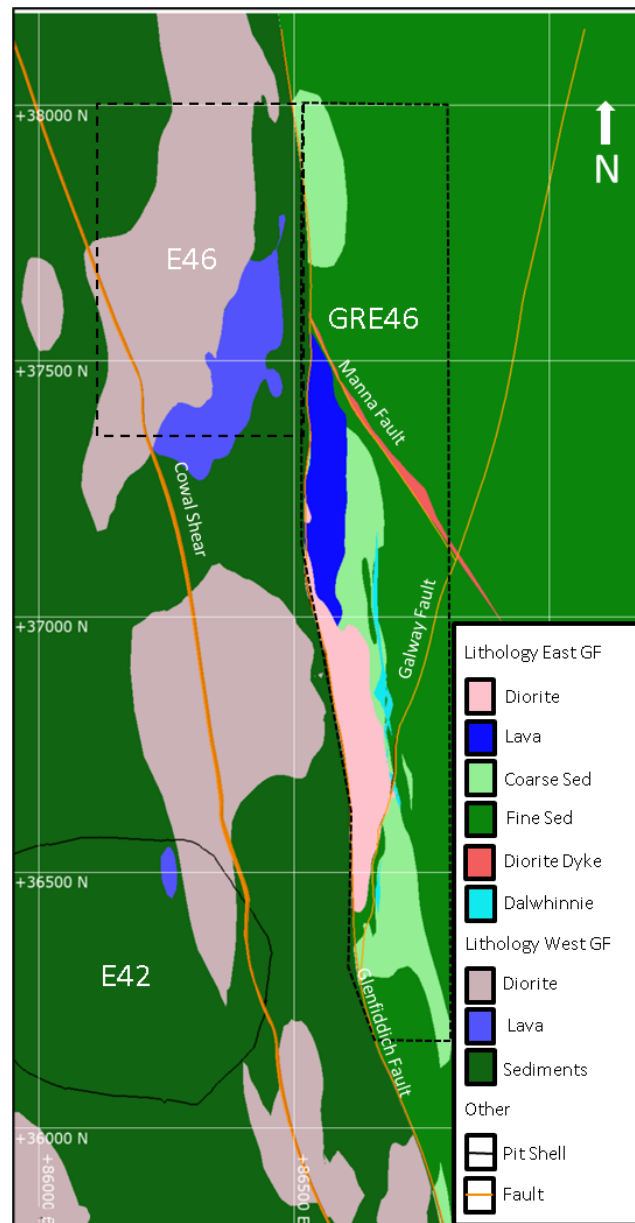 +38000 N
N
E46
GRE46
+37500 N
Manna Fault
Cowal Shear
+37000 N
Galway Fault
Lithology East GF
Diorite
Lava
Coarse Sed
Fine Sed
Diorite Dyke
Dalwhinnie
+36500 N
E42
Glenfiddich Fault
Lithology West GF
Diorite
Lava
Sediments
Other
Pit Shell
Fault
+36000 N
+86000 E
+86500 E